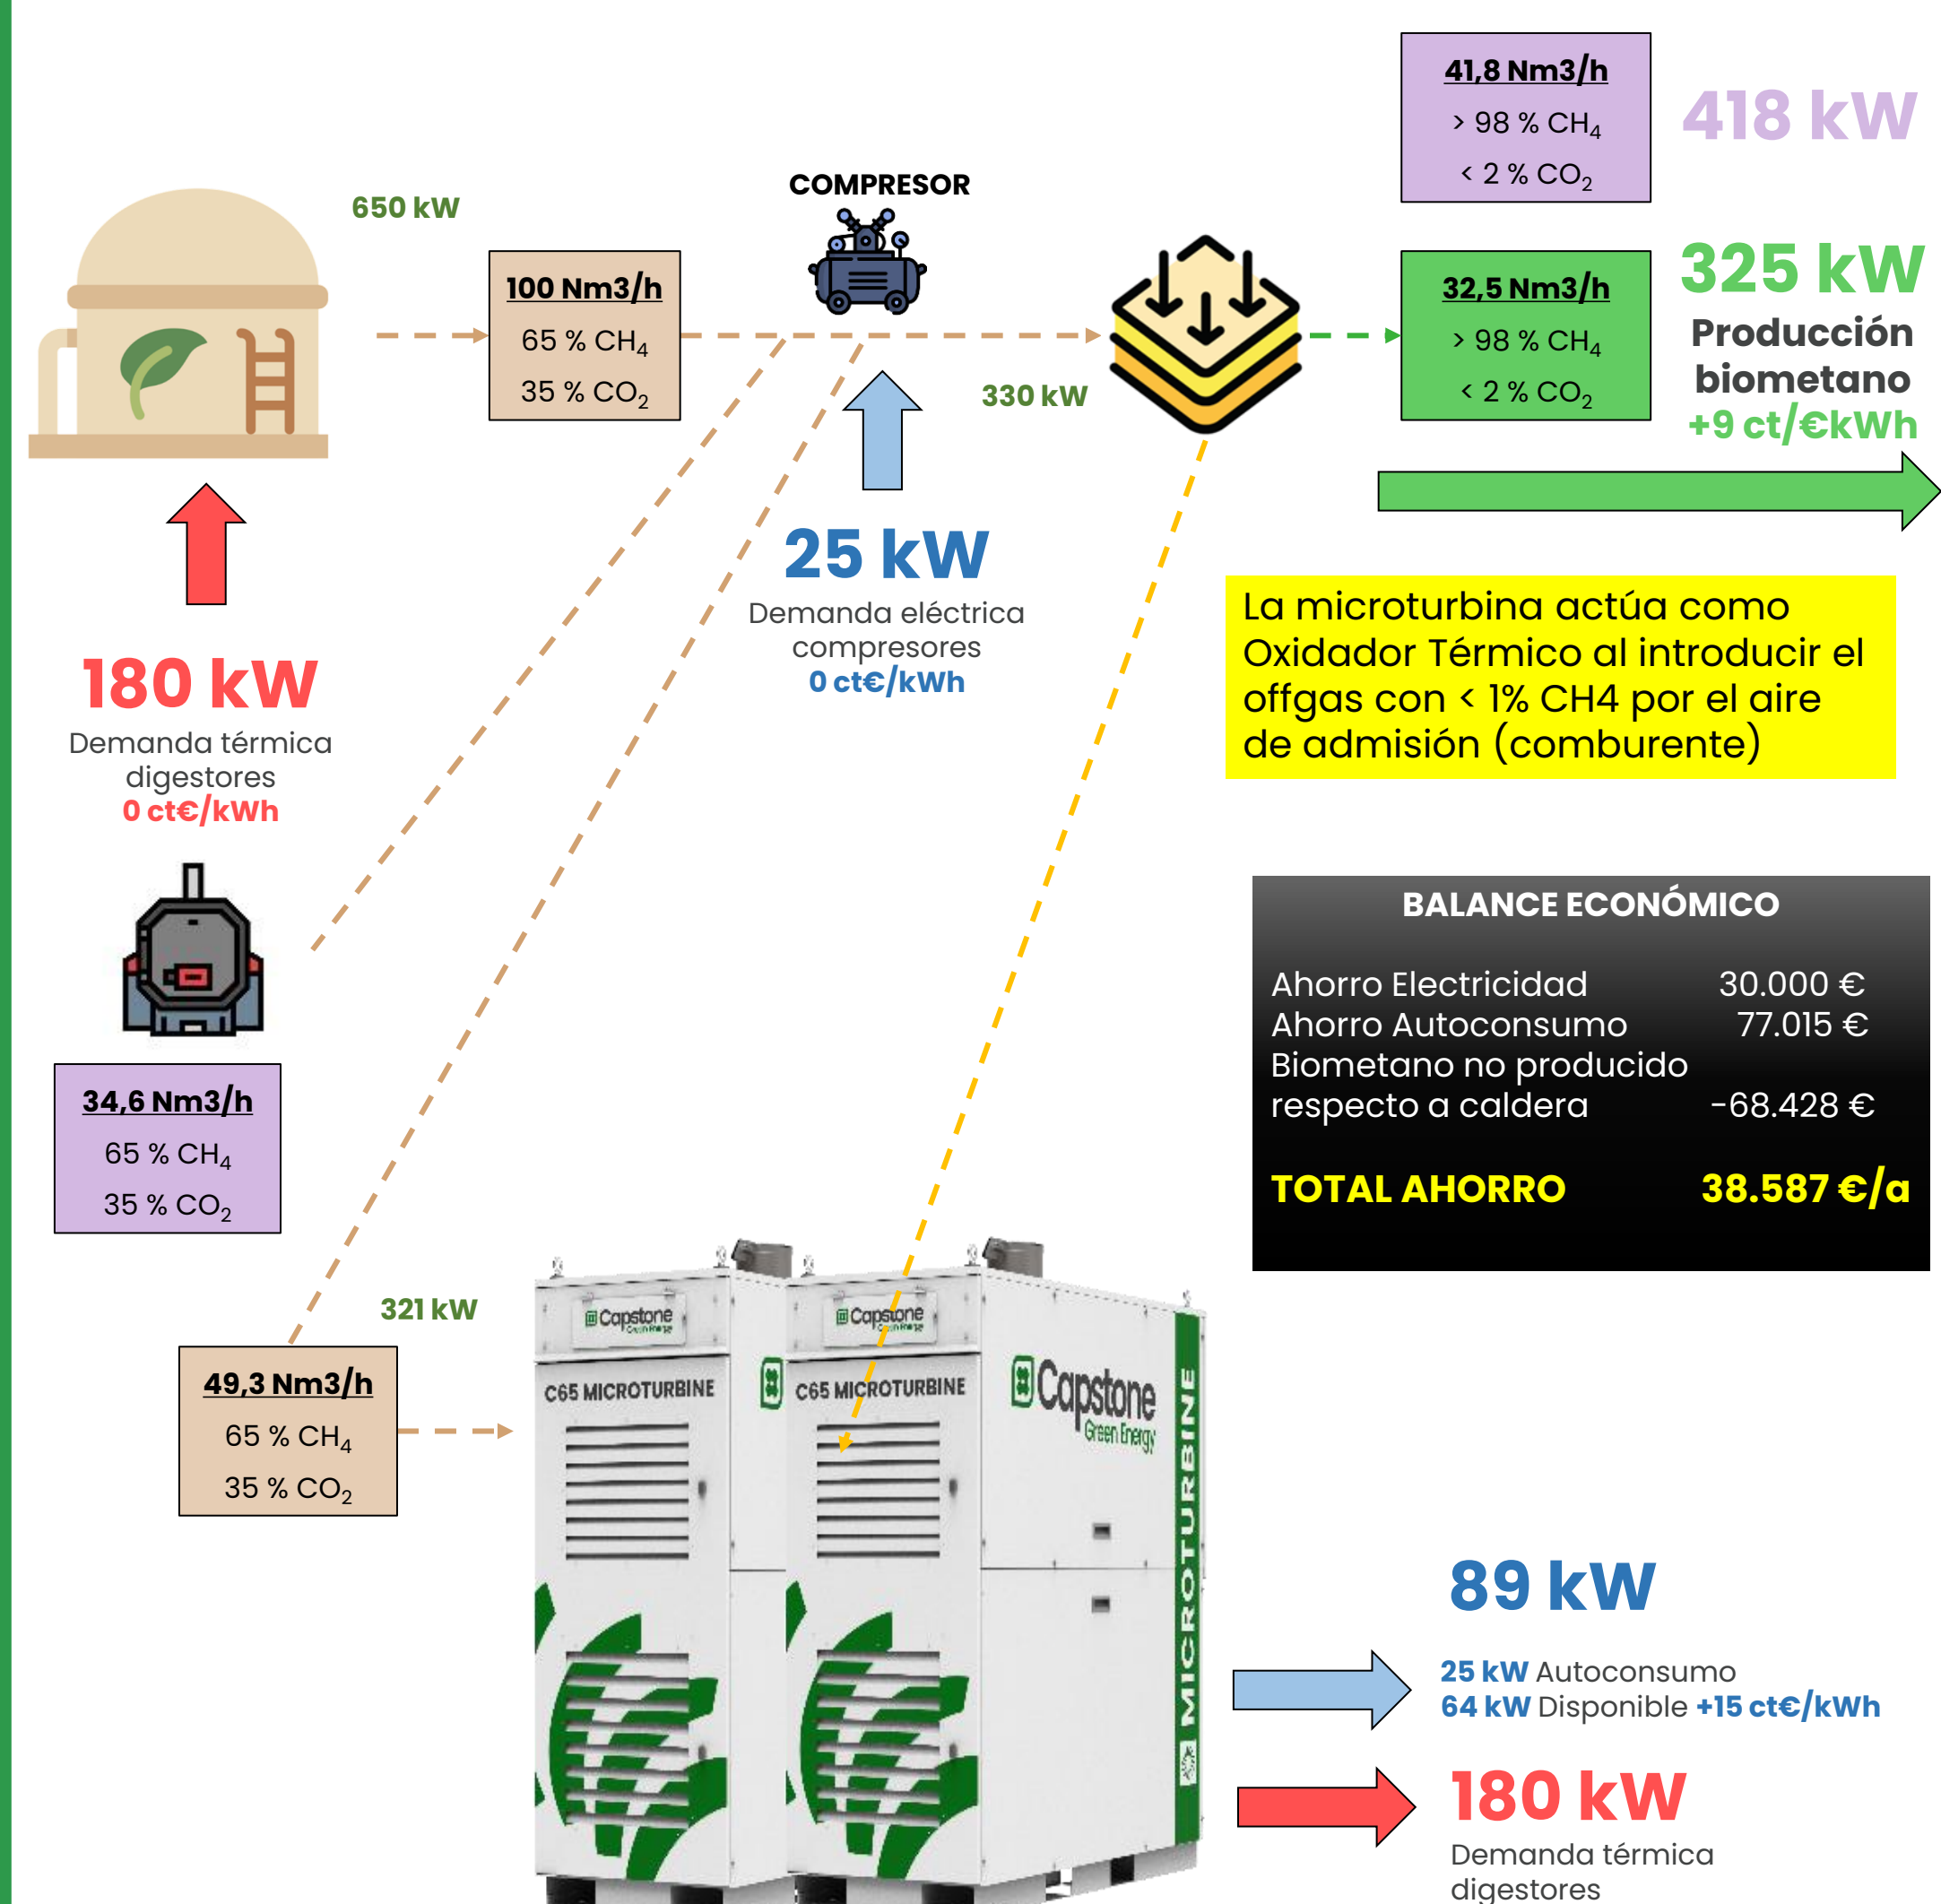 41,8 Nm3/h
> 98 % CH₄
< 2 % CO₂
418 kW
650 kW
COMPRESOR
100 Nm3/h
65 % CH₄
35 % CO₂
330 kW
32,5 Nm3/h
> 98 % CH₄
< 2 % CO₂
325 kW
Producción
biometano
+9 ct/€kWh
25 kW
Demanda eléctrica
compresores
0 ct€/kWh
180 kW
Demanda térmica
digestores
0 ct€/kWh
La microturbina actúa como
Oxidador Térmico al introducir el
offgas con < 1% CH4 por el aire
de admisión (comburente)
BALANCE ECONÓMICO
Ahorro Electricidad 30.000 €
Ahorro Autoconsumo 77.015 €
Biometano no producido
respecto a caldera -68.428 €
TOTAL AHORRO 38.587 €/a
34,6 Nm3/h
65 % CH₄
35 % CO₂
321 kW
49,3 Nm3/h
65 % CH₄
35 % CO₂
Capstone
Green Energy
C65 MICROTURBINE
Capstone
Green Energy
C65 MICROTURBINE
Capstone
Green Energy
MICROTURBINE
89 kW
25 kW Autoconsumo
64 kW Disponible +15 ct€/kWh
180 kW
Demanda térmica
digestores